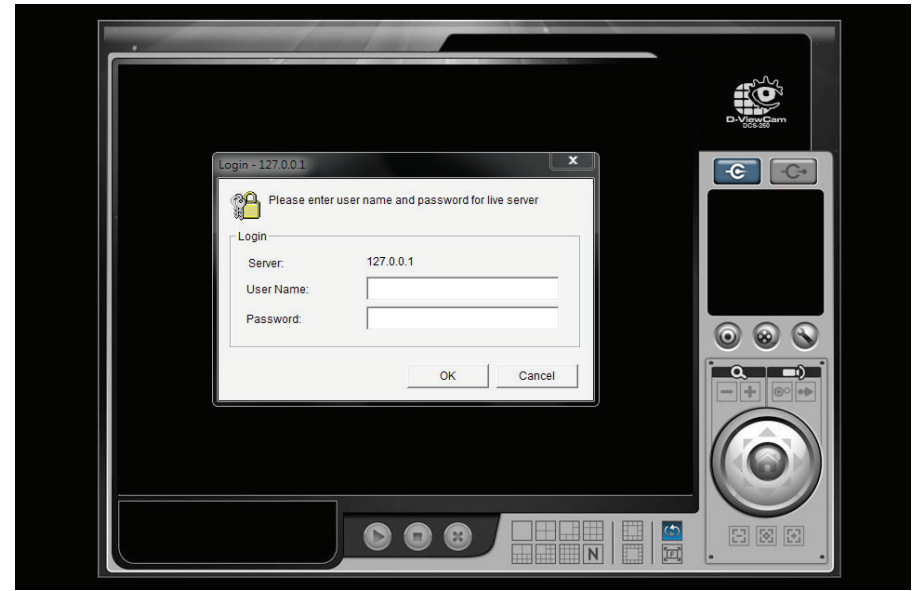 D-ViewCam
DCS-250
Login - 127.0.0.1
x
Please enter user name and password for live server
Login
Server: 127.0.0.1
User Name:
Password:
OK Cancel
N
F